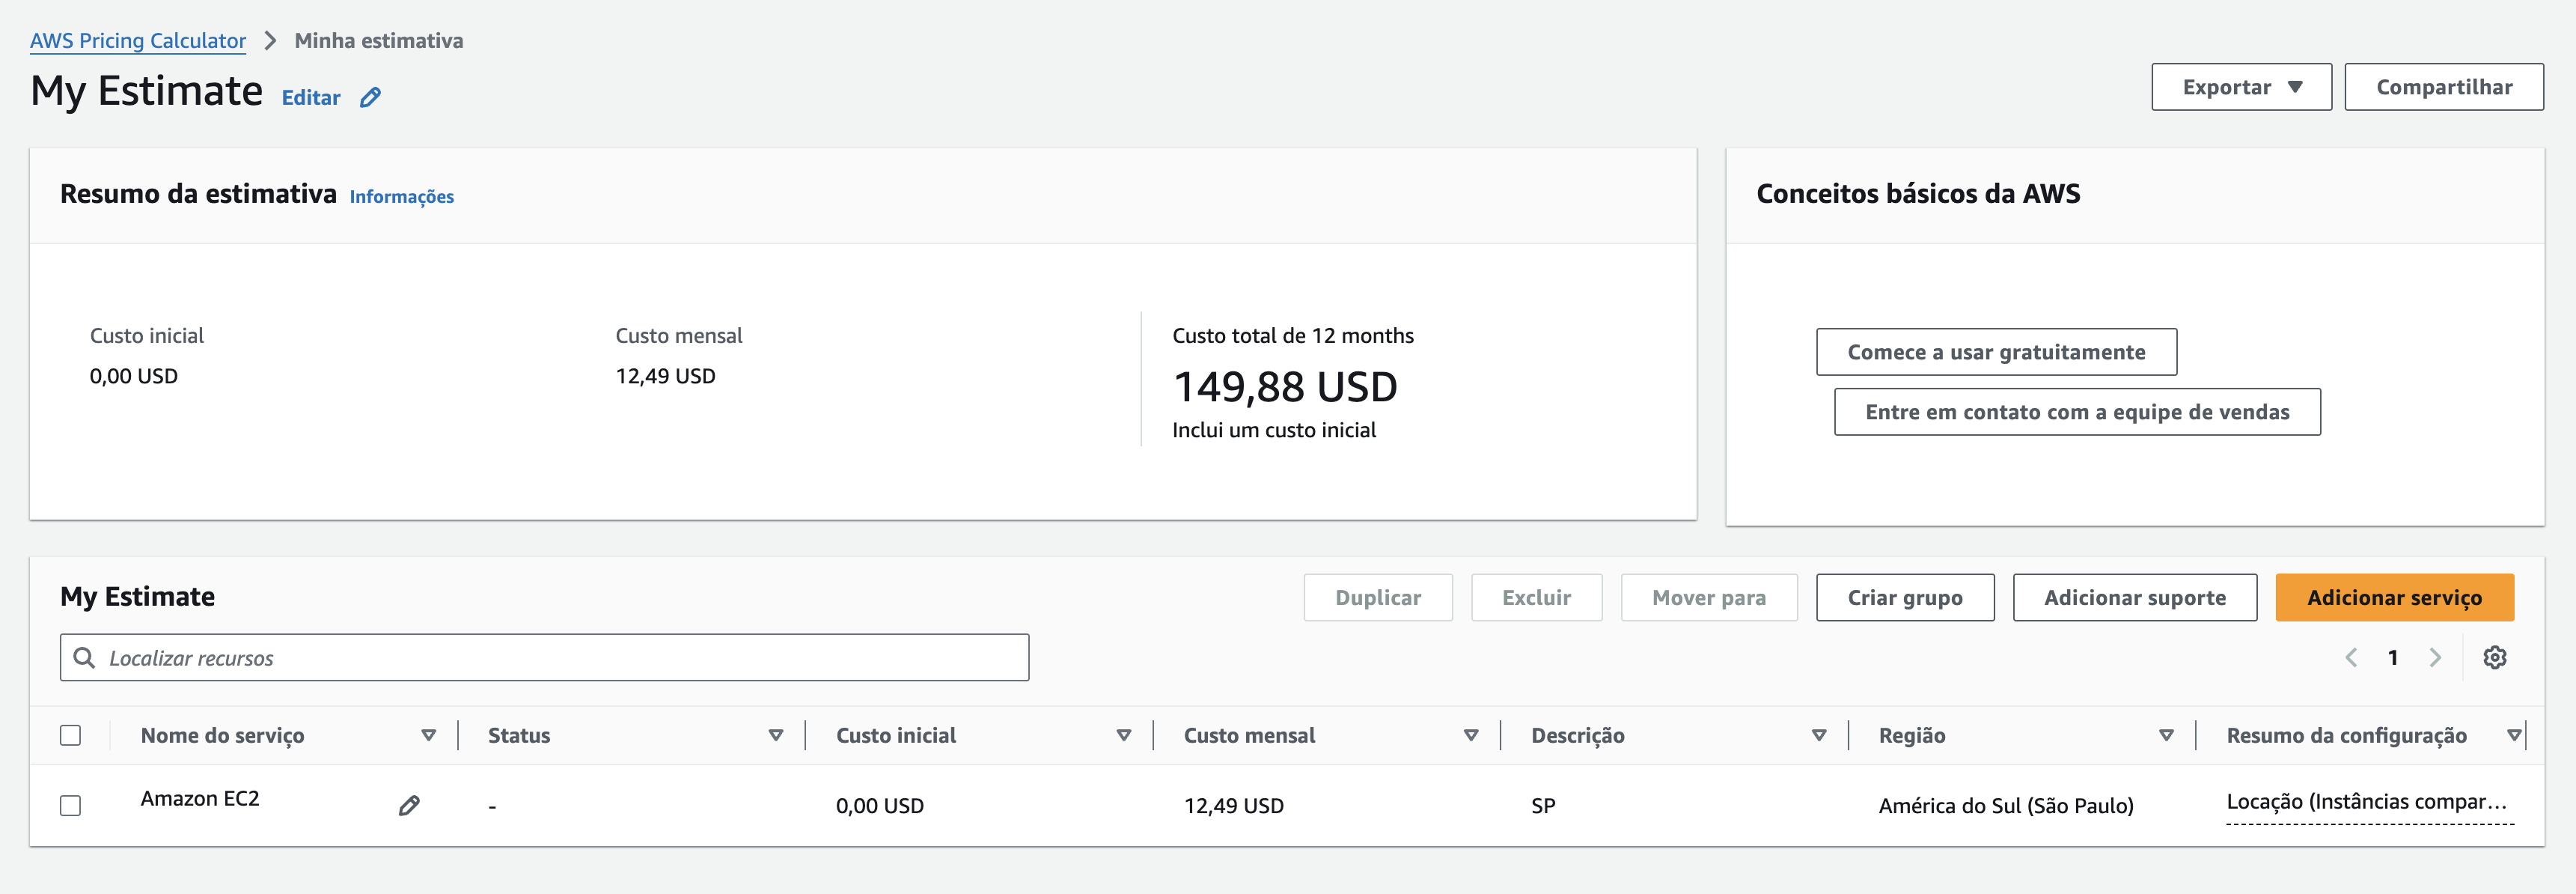 AWS Pricing Calculator > Minha estimativa
My Estimate Editar
Exportar ▼ Compartilhar
Resumo da estimativa Informações
Custo inicial
0,00 USD
Custo mensal
12,49 USD
Custo total de 12 months
149,88 USD
Inclui um custo inicial
Conceitos básicos da AWS
Comece a usar gratuitamente
Entre em contato com a equipe de vendas
My Estimate
Duplicar Excluir Mover para Criar grupo Adicionar suporte Adicionar serviço
Localizar recursos
< 1 >
Nome do serviço Status Custo inicial Custo mensal Descrição Região Resumo da configuração
Amazon EC2 - 0,00 USD 12,49 USD SP América do Sul (São Paulo) Locação (Instâncias compar...